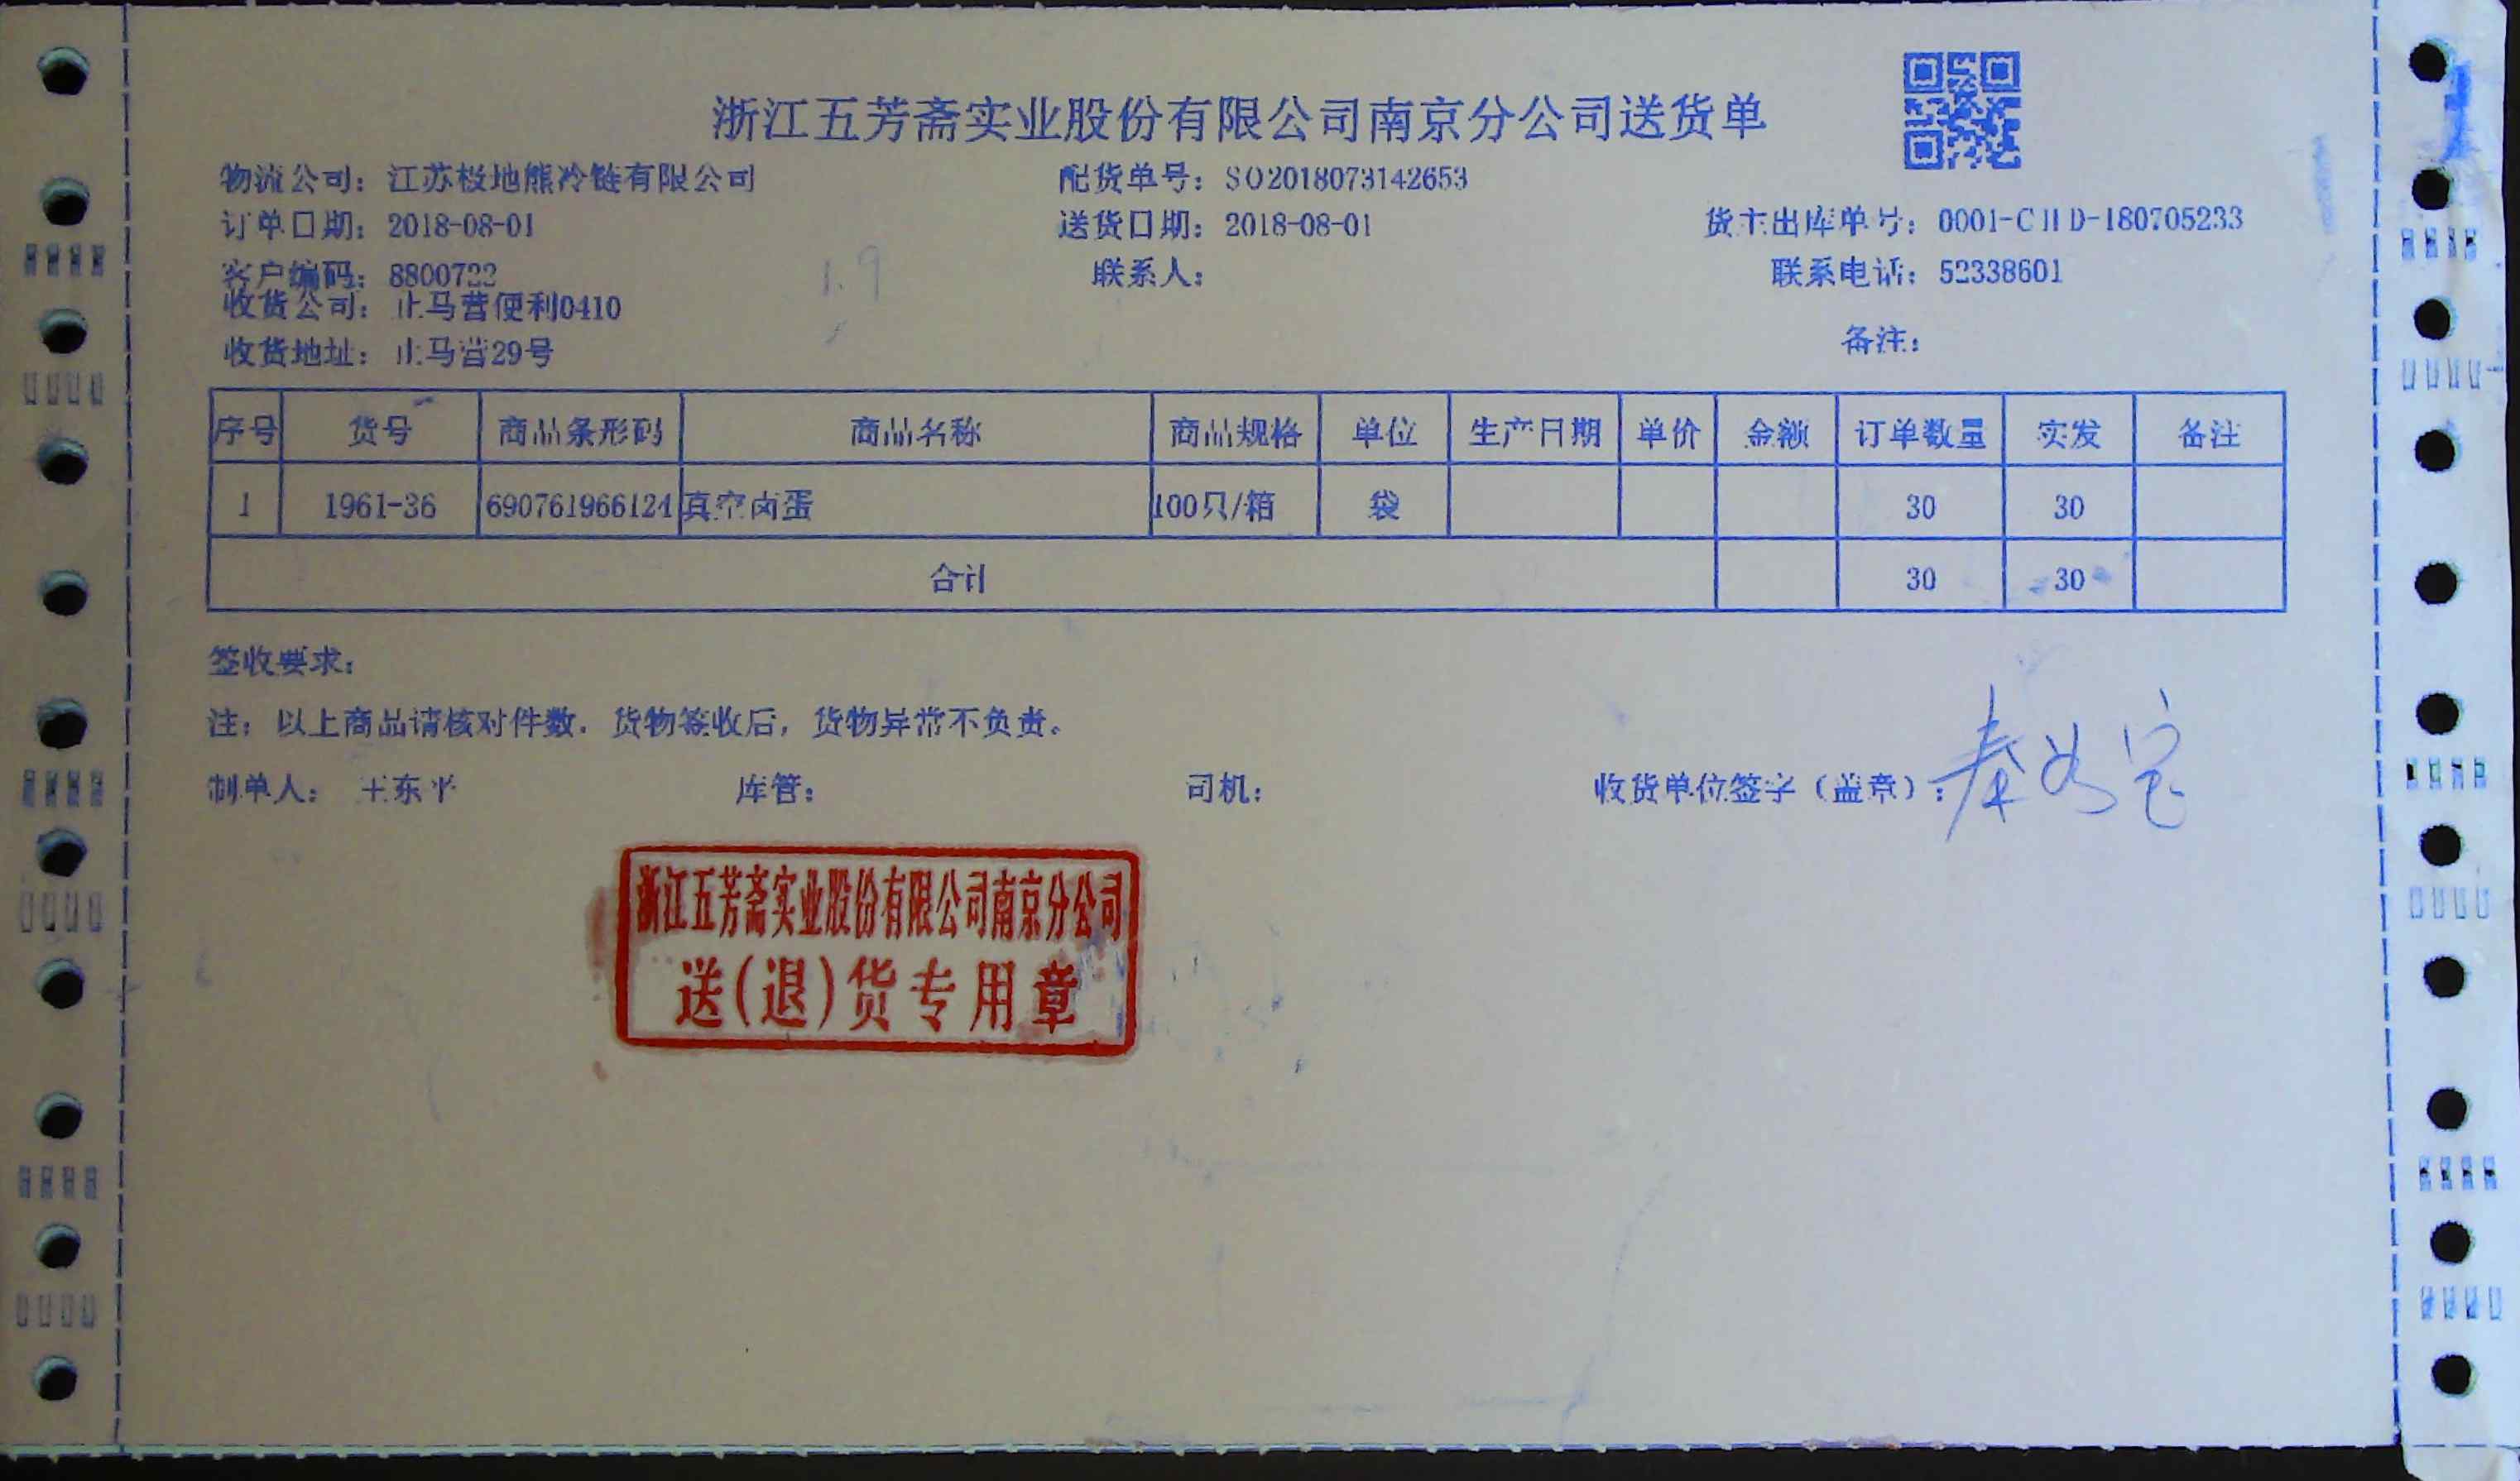 浙江五芳斋实业股份有限公司南京分公司送货单
物流公司：江苏极地熊冷链有限公司 配货单号：SO2018073142653
订单日期：2018-08-01 送货日期：2018-08-01 货主出库单号：0001-CHD-180705233
客户编码：8800722 联系人： 联系电话：52338601
收货公司：止马营便利0410
收货地址：止马营29号 备注：
序号 货号 商品条形码 商品名称 商品规格 单位 生产日期 单价 金额 订单数量 实发 备注
1 1961-36 690761966124 真空卤蛋 100只/箱 袋 30 30
合计 30 30
签收要求：
注：以上商品请核对件数．货物签收后，货物异常不负责。
制单人： 王东平 库管： 司机： 收货单位签字（盖章）：
浙江五芳斋实业股份有限公司南京分公司
送(退)货专用章